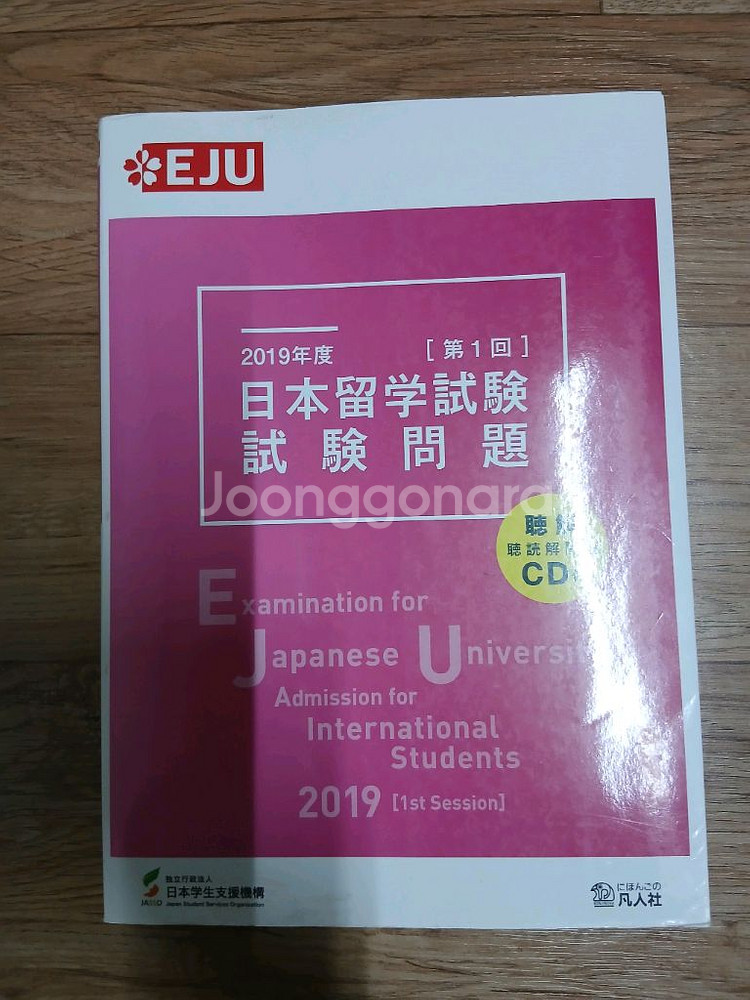 EJU
2019年度 [第1回]
日本留学試験
試験問題
Joonggonara
聴解
CD
Examination for
Japanese University
Admission for
International
Students
2019 [1st Session]
独立行政法人
日本学生支援機構
JASSO Japan Student Services Organization
にほんごの
凡人社